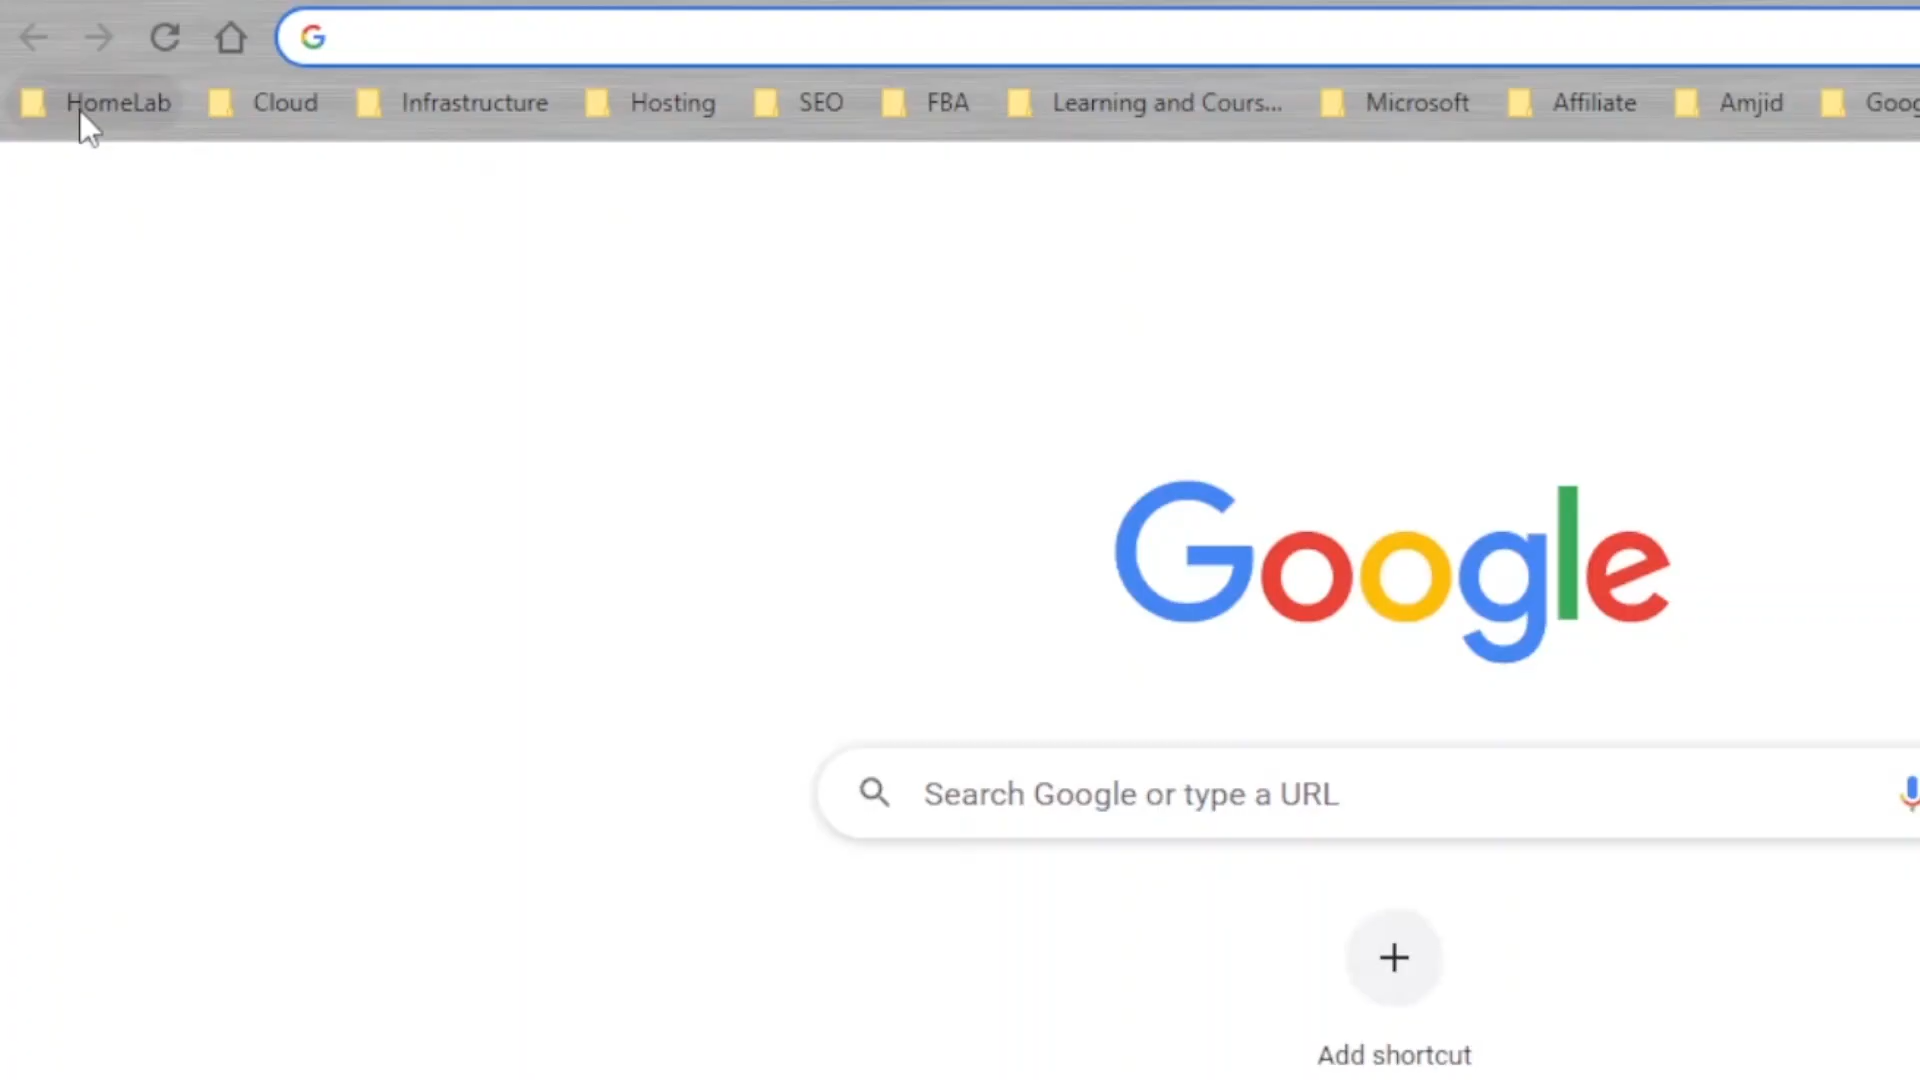 HomeLab Cloud Infrastructure Hosting SEO FBA Learning and Cours... Microsoft Affiliate Amjid Goog
Google
Search Google or type a URL
Add shortcut